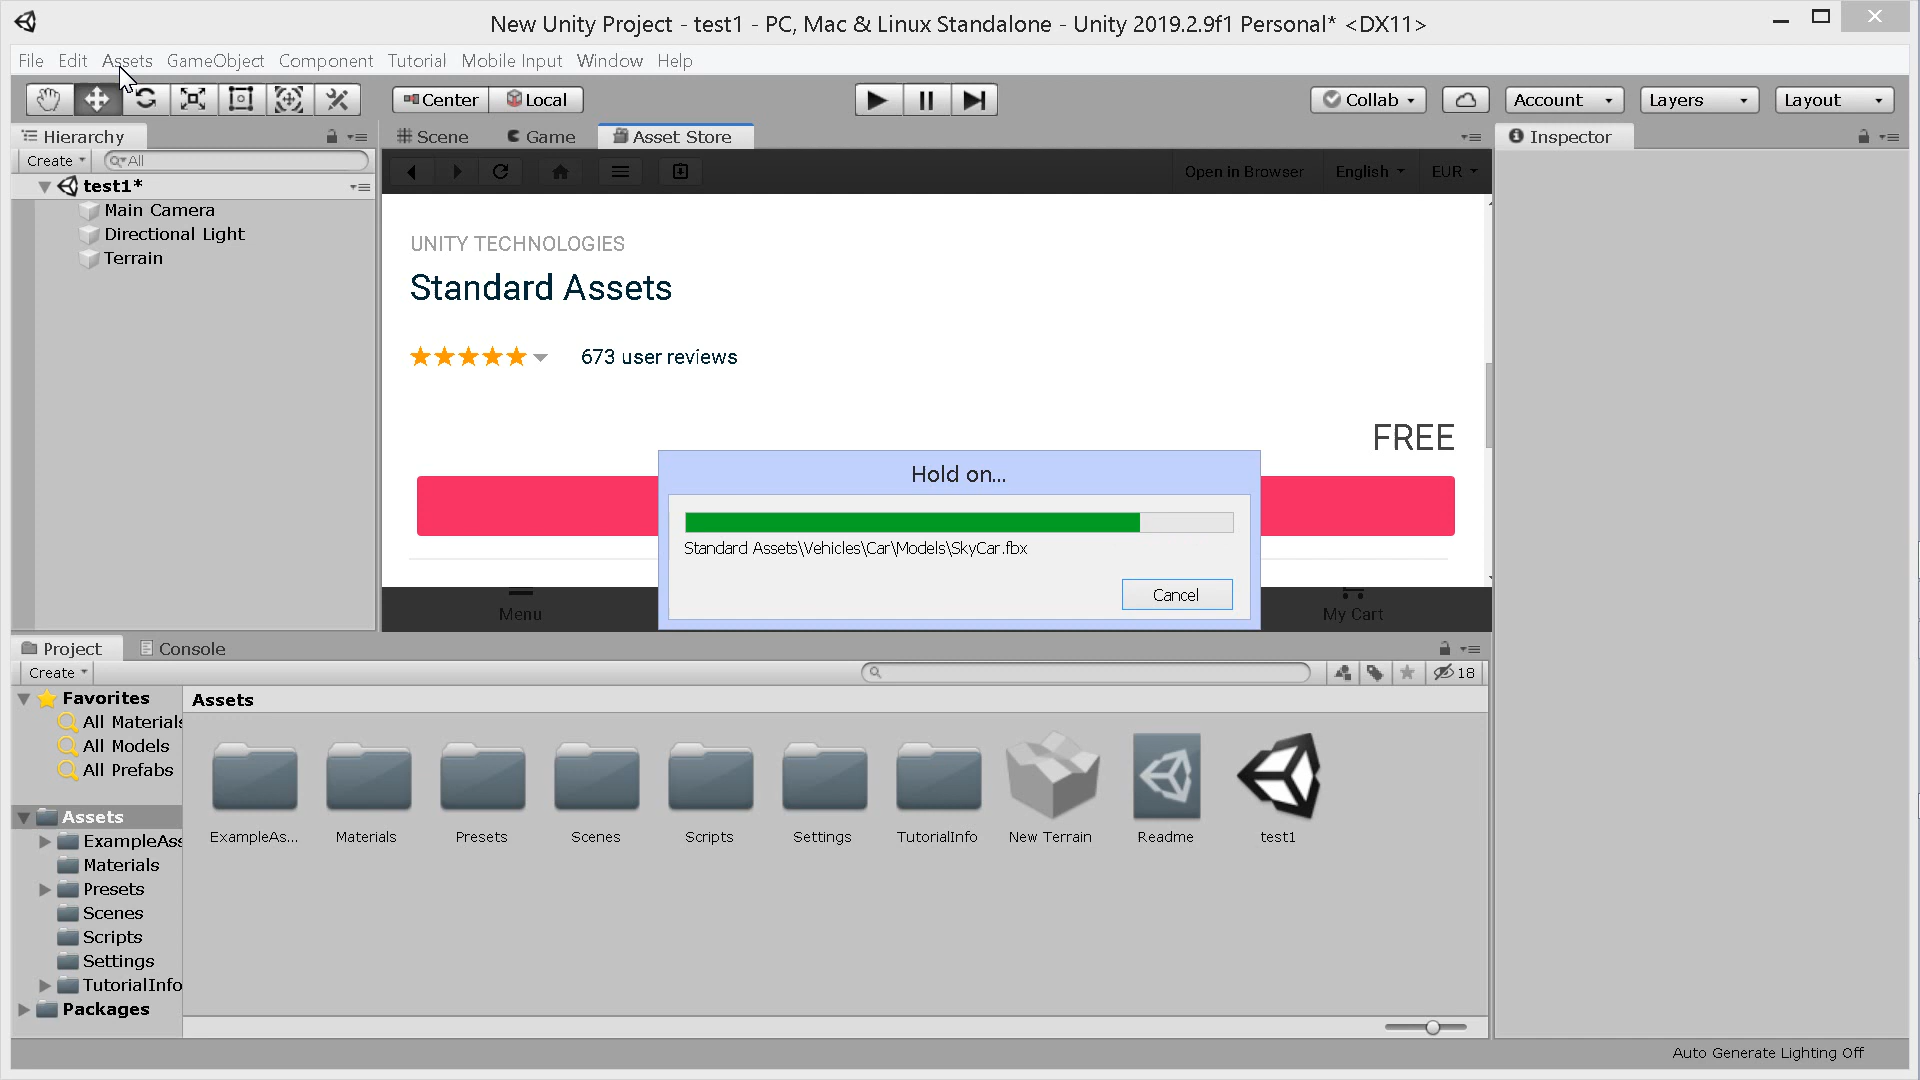 New Unity Project - test1 - PC, Mac & Linux Standalone - Unity 2019.2.9f1 Personal* <DX11>
File Edit Assets GameObject Component Tutorial Mobile Input Window Help
Center Local Collab Account Layers Layout
Hierarchy Scene Game Asset Store Inspector
Create All
Open in Browser English EUR
test1*
Main Camera
Directional Light
Terrain
UNITY TECHNOLOGIES
Standard Assets
673 user reviews
FREE
Hold on...
Standard Assets\Vehicles\Car\Models\SkyCar.fbx
Cancel
Menu My Cart
Project Console
Create 18
Favorites
All Materials
All Models
All Prefabs
Assets
ExampleAss
Materials
Presets
Scenes
Scripts
Settings
TutorialInfo
Packages
Assets
ExampleAs... Materials Presets Scenes Scripts Settings TutorialInfo New Terrain Readme test1
Auto Generate Lighting Off